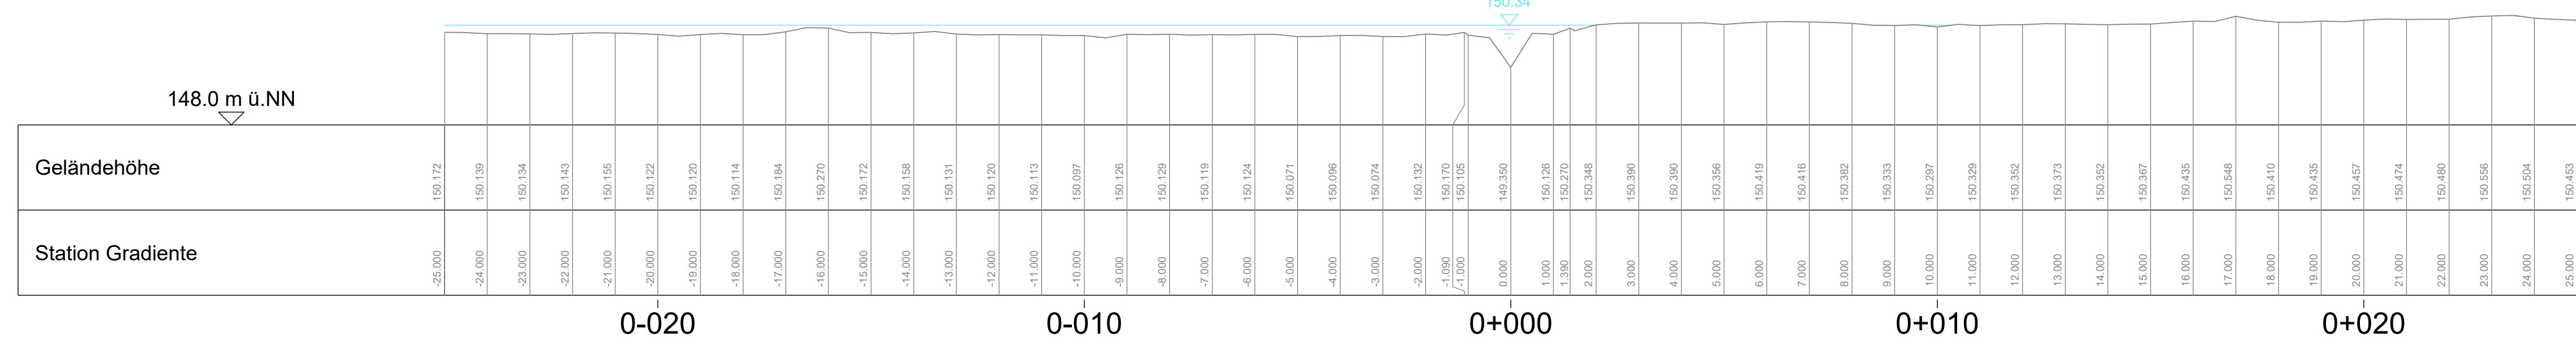 150.34
148.0 m ü.NN
Geländehöhe
150.172 150.139 150.134 150.143 150.155 150.122 150.120 150.114 150.184 150.270 150.172 150.158 150.131 150.120 150.113 150.097 150.126 150.129 150.119 150.124 150.071 150.096 150.074 150.132 150.170 150.105 149.350 150.126 150.270 150.348 150.390 150.390 150.356 150.419 150.416 150.382 150.333 150.297 150.329 150.352 150.373 150.352 150.367 150.435 150.548 150.410 150.435 150.457 150.474 150.480 150.556 150.504 150.453
Station Gradiente
-25.000 -24.000 -23.000 -22.000 -21.000 -20.000 -19.000 -18.000 -17.000 -16.000 -15.000 -14.000 -13.000 -12.000 -11.000 -10.000 -9.000 -8.000 -7.000 -6.000 -5.000 -4.000 -3.000 -2.000 -1.090 -1.000 0.000 1.000 1.390 2.000 3.000 4.000 5.000 6.000 7.000 8.000 9.000 10.000 11.000 12.000 13.000 14.000 15.000 16.000 17.000 18.000 19.000 20.000 21.000 22.000 23.000 24.000 25.000
0-020 0-010 0+000 0+010 0+020